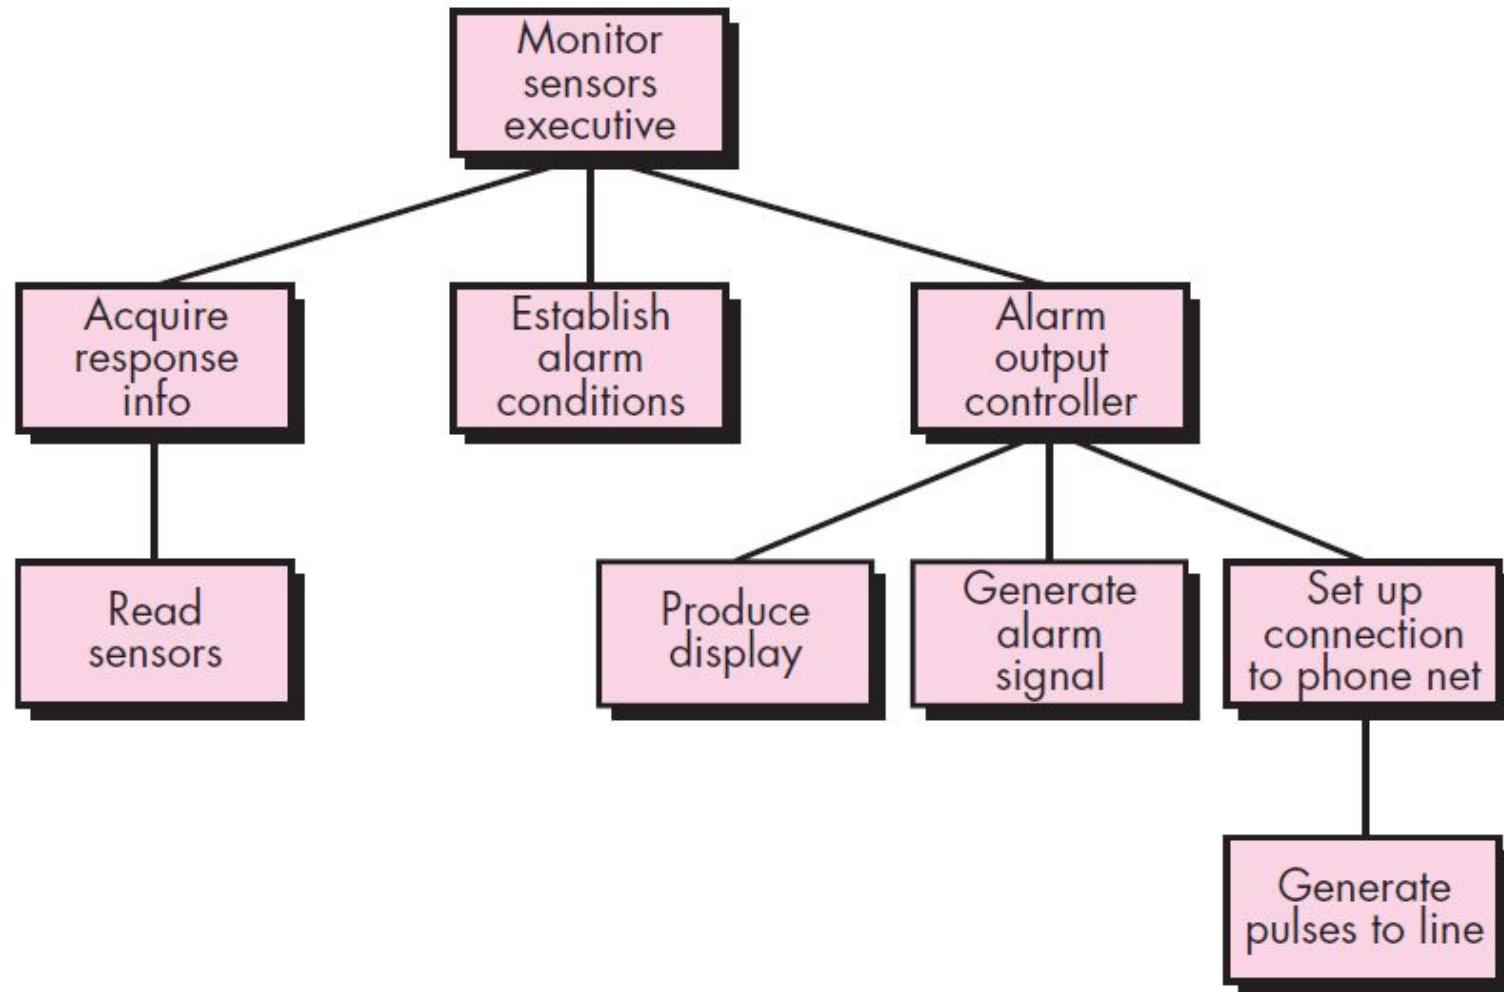 Monitor
sensors
executive
Acquire
response
info
Establish
alarm
conditions
Alarm
output
controller
Read
sensors
Produce
display
Generate
alarm
signal
Set up
connection
to phone net
Generate
pulses to line